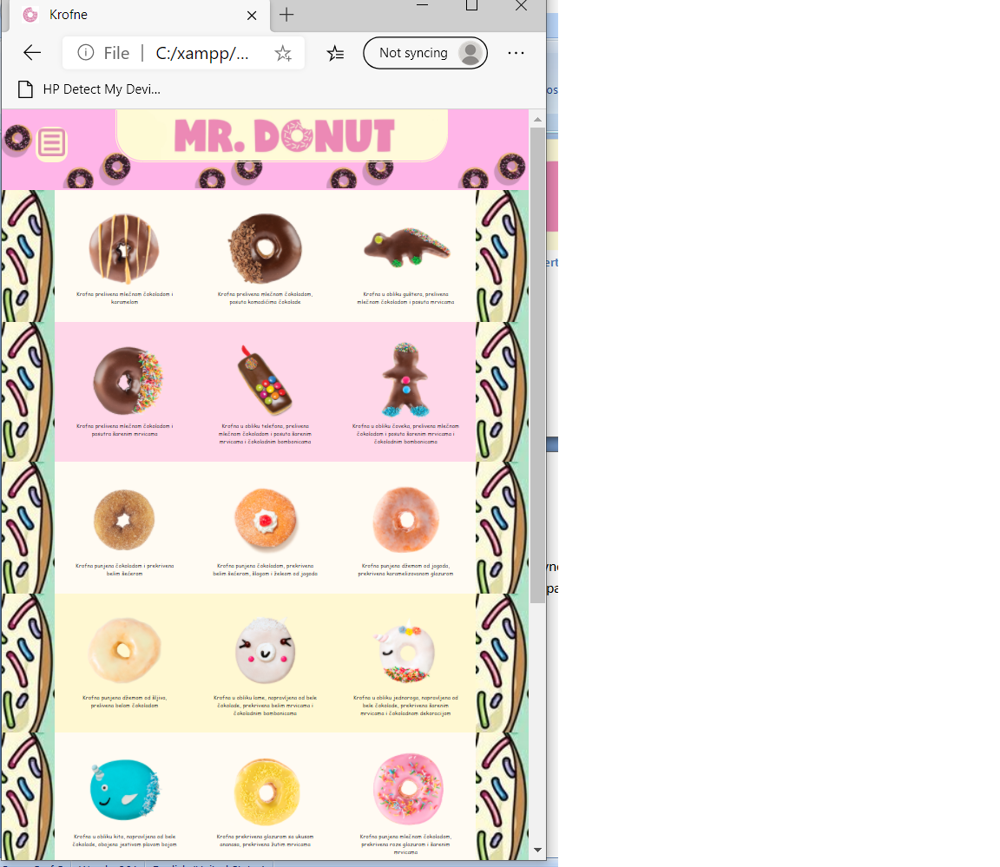 Krofne
File | C:/xampp/...
Not syncing
HP Detect My Devi...
MR. DONUT
Krofna prelivena mlečnom čokoladom i
karamelom
Krofna prelivena mlečnom čokoladom,
posuta komadićima čokolade
Krofna u obliku guštera, prelivena
mlečnom čokoladom i posuta mrvicama
Krofna prelivena mlečnom čokoladom i
posutra šarenim mrvicama
Krofna u obliku telefona, prelivena
mlečnom čokoladom i posuta šarenim
mrvicama i čokoladnim bombonicama
Krofna u obliku čoveka, prelivena mlečnom
čokoladom i posuta šarenim mrvicama i
čokoladnim bombonicama
Krofna punjena čokoladom i prekrivena
belim šećerom
Krofna punjena čokoladom, prekrivena
belim šećerom, šlagom i želeom od jagoda
Krofna punjena džemom od jagoda,
prekrivena karamelizovanom glazurom
Krofna punjena džemom od šljiva,
prelivena belom čokoladom
Krofna u obliku lame, napravljena od bele
čokolade, prekrivena belim mrvicama i
čokoladnim bombonicama
Krofna u obliku jednoroga, napravljena od
bele čokolade, prekrivena šarenim
mrvicama i čokoladnom dekoracijom
Krofna u obliku kita, napravljena od bele
čokolade, obojena jestivom plavom bojom
Krofna prekrivena glazurom sa ukusom
ananasa, prekrivena žutim mrvicama
Krofna punjena mlečnom čokoladom,
prekrivena roze glazurom i šarenim
mrvicama